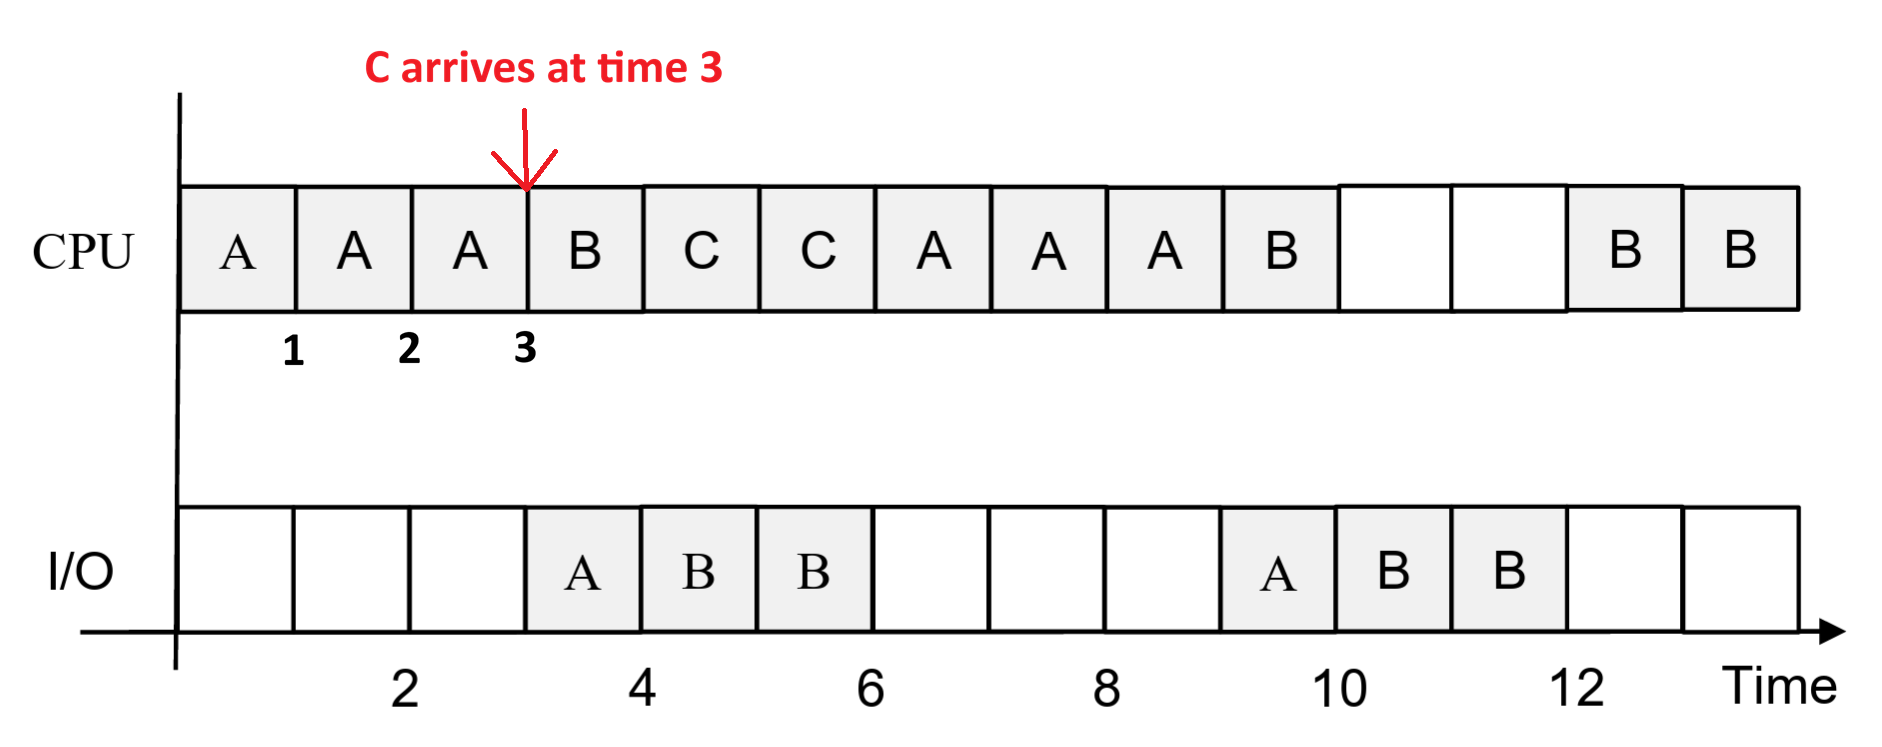 C arrives at time 3
CPU A A A B C C A A A B B B
1 2 3
I/O A B B A B B
2 4 6 8 10 12 Time